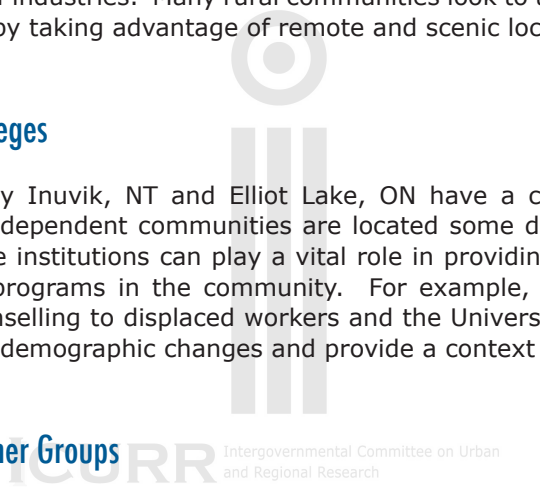 industries. Many rural communities look to a
by taking advantage of remote and scenic loc
eges
y Inuvik, NT and Elliot Lake, ON have a c
dependent communities are located some d
e institutions can play a vital role in providin
programs in the community. For example,
nselling to displaced workers and the Univers
demographic changes and provide a context
ner Groups
ICURR Intergovernmental Committee on Urban
and Regional Research